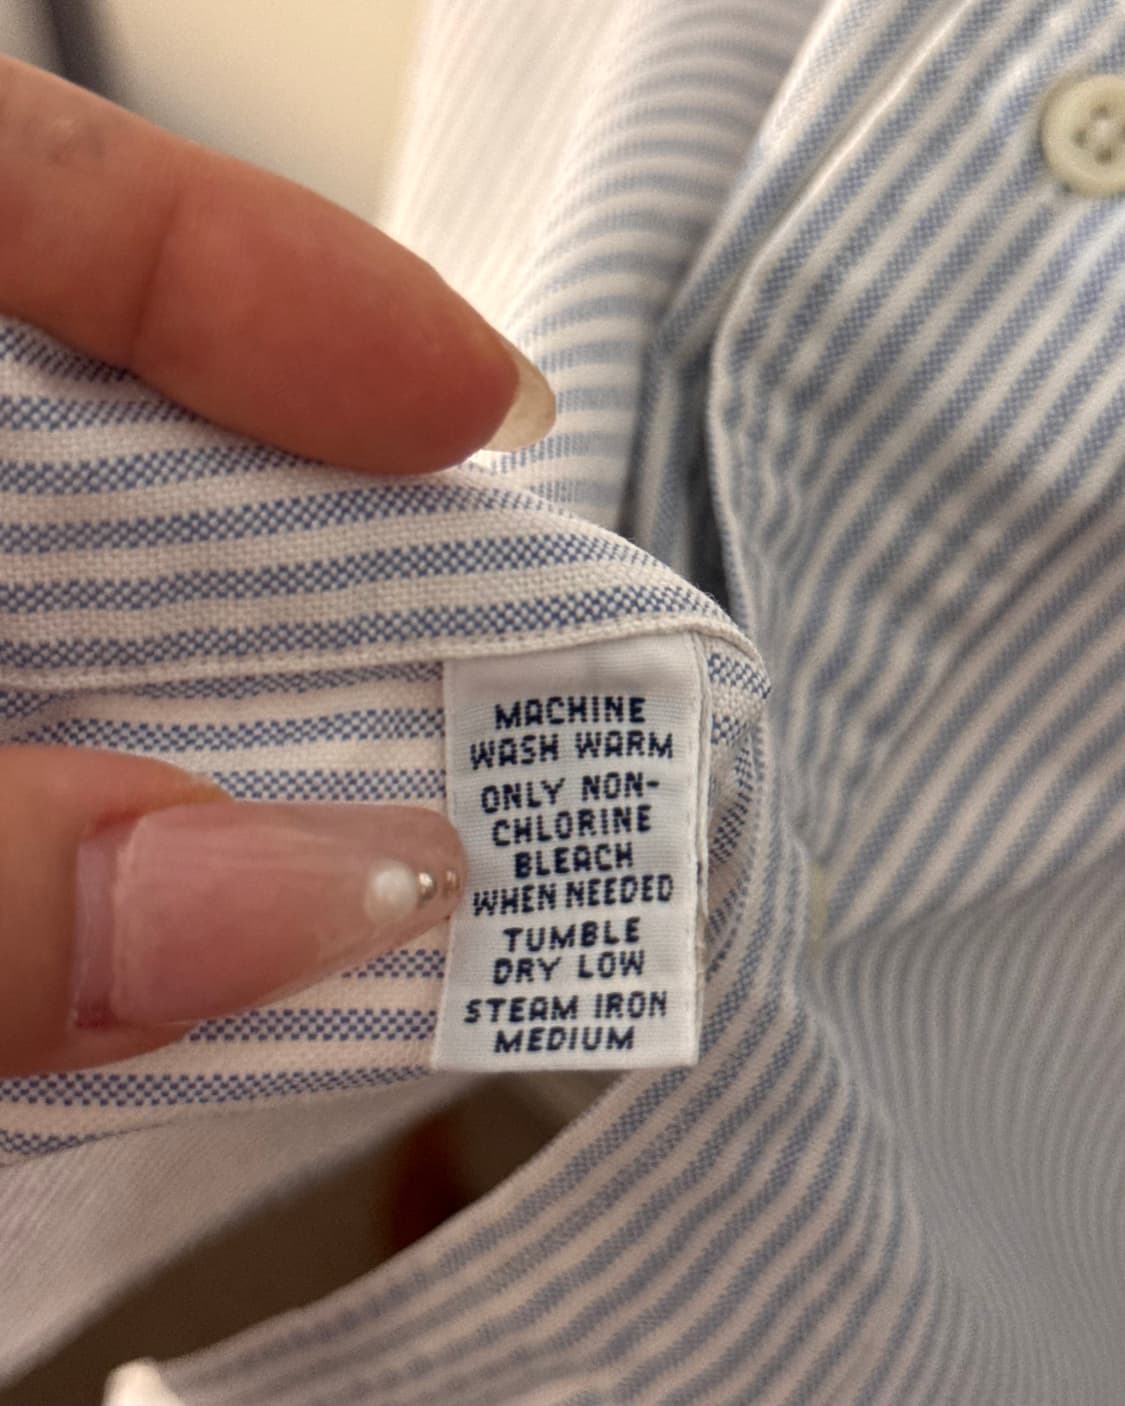 MACHINE
WASH WARM
ONLY NON-
CHLORINE
BLEACH
WHEN NEEDED
TUMBLE
DRY LOW
STEAM IRON
MEDIUM